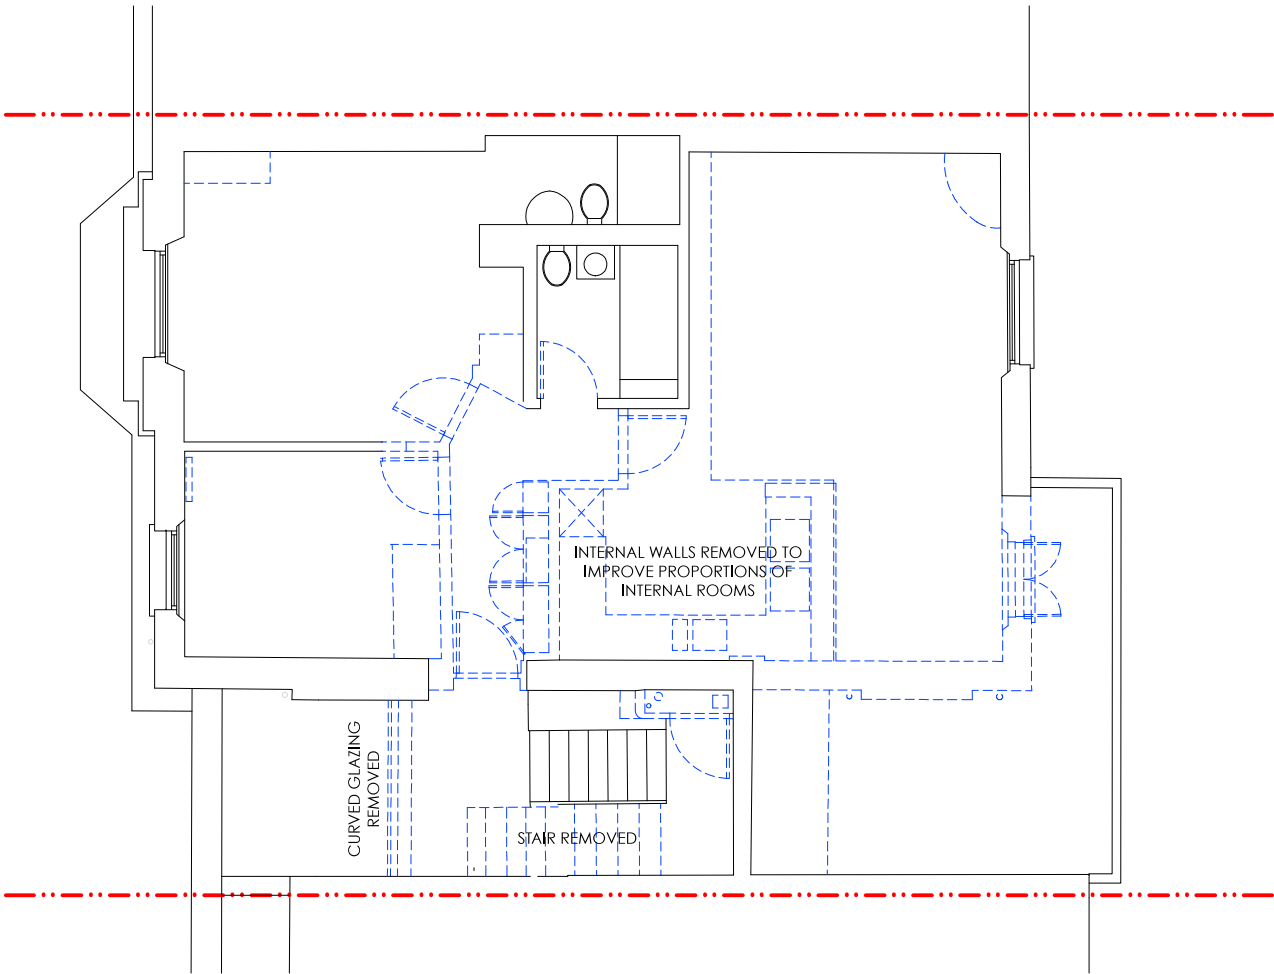 INTERNAL WALLS REMOVED TO
IMPROVE PROPORTIONS OF
INTERNAL ROOMS
CURVED GLAZING
REMOVED
STAIR REMOVED